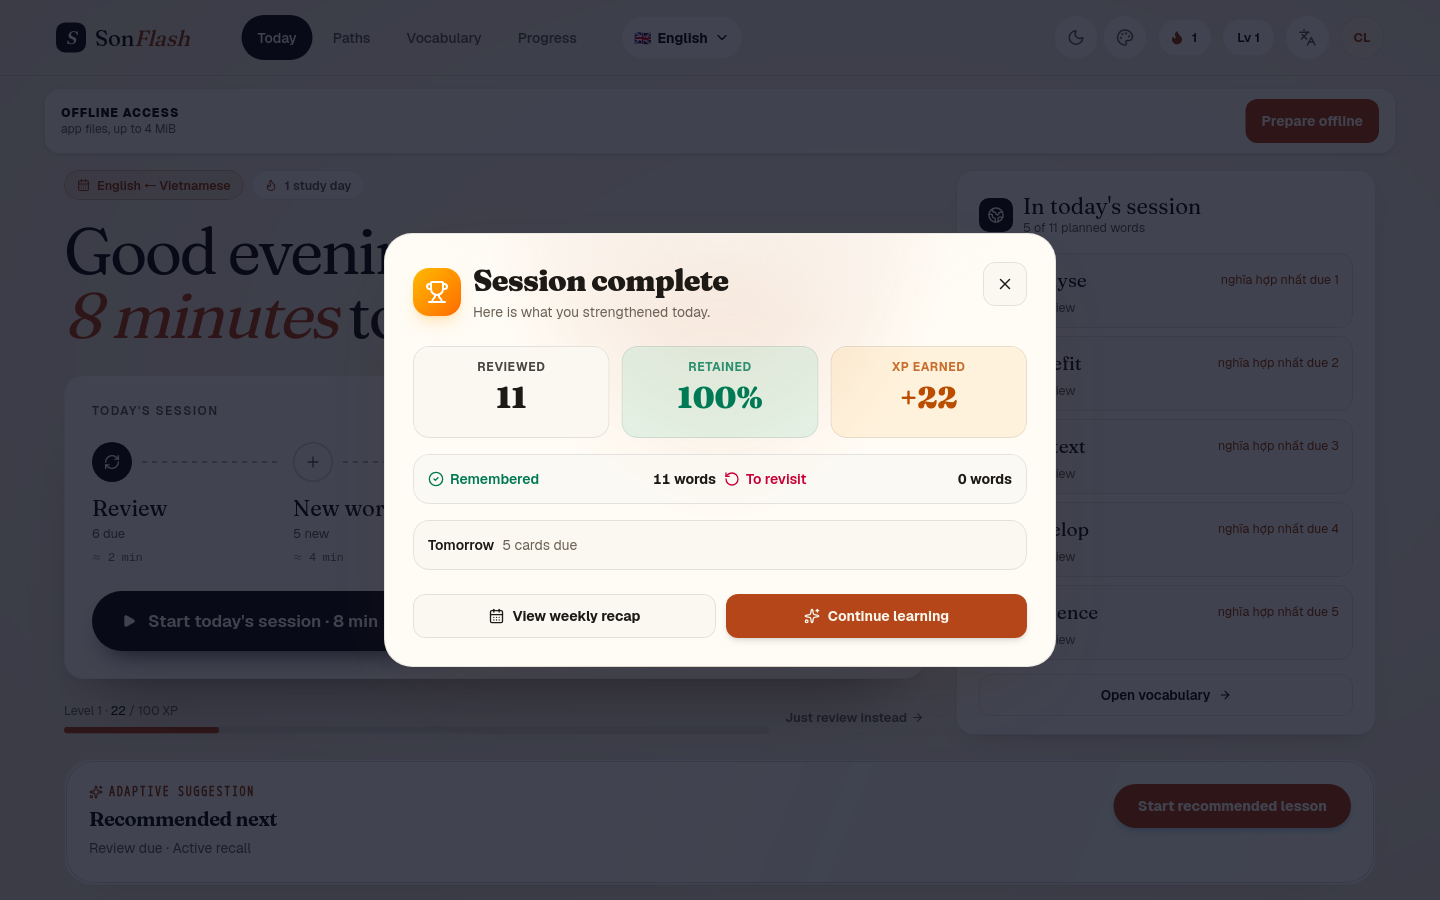 S SonFlash
Today
Paths
Vocabulary
Progress
English
1
Lv 1
CL
OFFLINE ACCESS
app files, up to 4 MiB
Prepare offline
English ← Vietnamese
1 study day
Good evenin
8 minutes to
TODAY'S SESSION
Review
6 due
≈ 2 min
New wor
5 new
≈ 4 min
Start today's session · 8 min
Level 1 · 22 / 100 XP
Just review instead →
In today's session
5 of 11 planned words
yse
nghĩa hợp nhất due 1
iew
efit
nghĩa hợp nhất due 2
iew
text
nghĩa hợp nhất due 3
iew
elop
nghĩa hợp nhất due 4
iew
ence
nghĩa hợp nhất due 5
iew
Open vocabulary →
Session complete
Here is what you strengthened today.
REVIEWED
11
RETAINED
100%
XP EARNED
+22
Remembered
11 words
To revisit
0 words
Tomorrow 5 cards due
View weekly recap
Continue learning
ADAPTIVE SUGGESTION
Recommended next
Review due · Active recall
Start recommended lesson